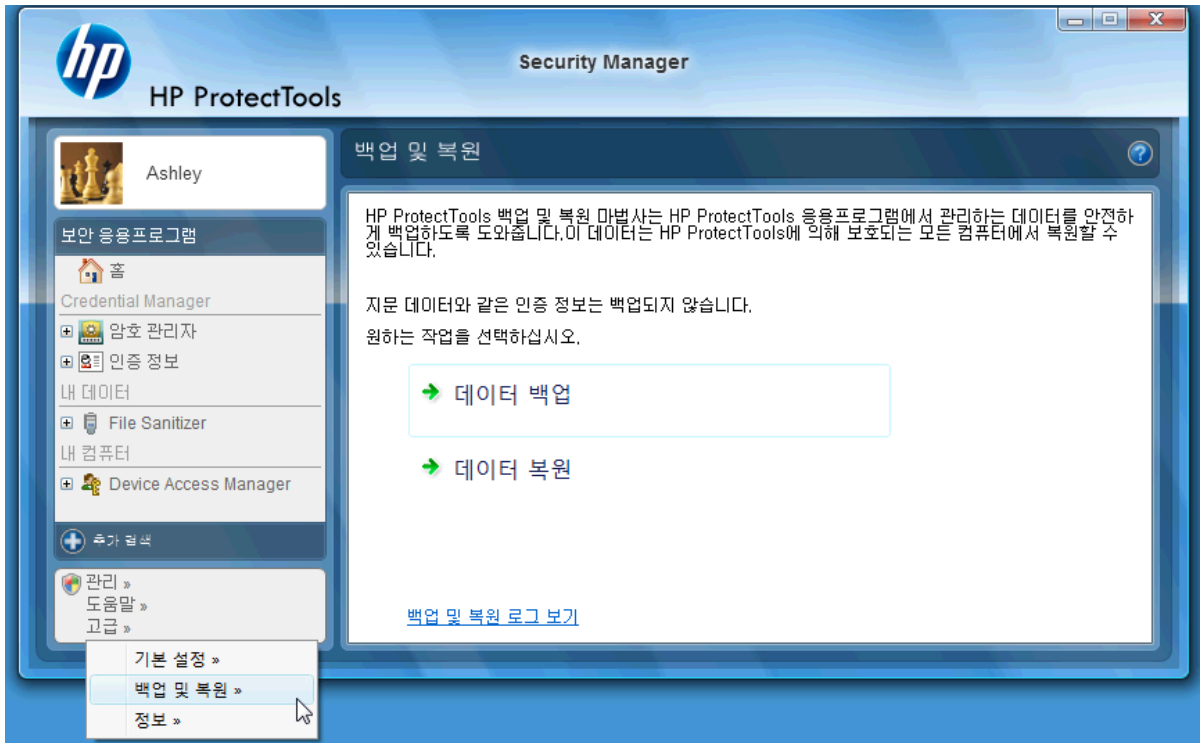 hp
HP ProtectTools
Security Manager
Ashley
보안 응용프로그램
홈
Credential Manager
암호 관리자
인증 정보
내 데이터
File Sanitizer
내 컴퓨터
Device Access Manager
추가 검색
관리 »
도움말 »
고급 »
기본 설정 »
백업 및 복원 »
정보 »
백업 및 복원
HP ProtectTools 백업 및 복원 마법사는 HP ProtectTools 응용프로그램에서 관리하는 데이터를 안전하
게 백업하도록 도와줍니다.이 데이터는 HP ProtectTools에 의해 보호되는 모든 컴퓨터에서 복원할 수
있습니다.
지문 데이터와 같은 인증 정보는 백업되지 않습니다.
원하는 작업을 선택하십시오.
데이터 백업
데이터 복원
백업 및 복원 로그 보기